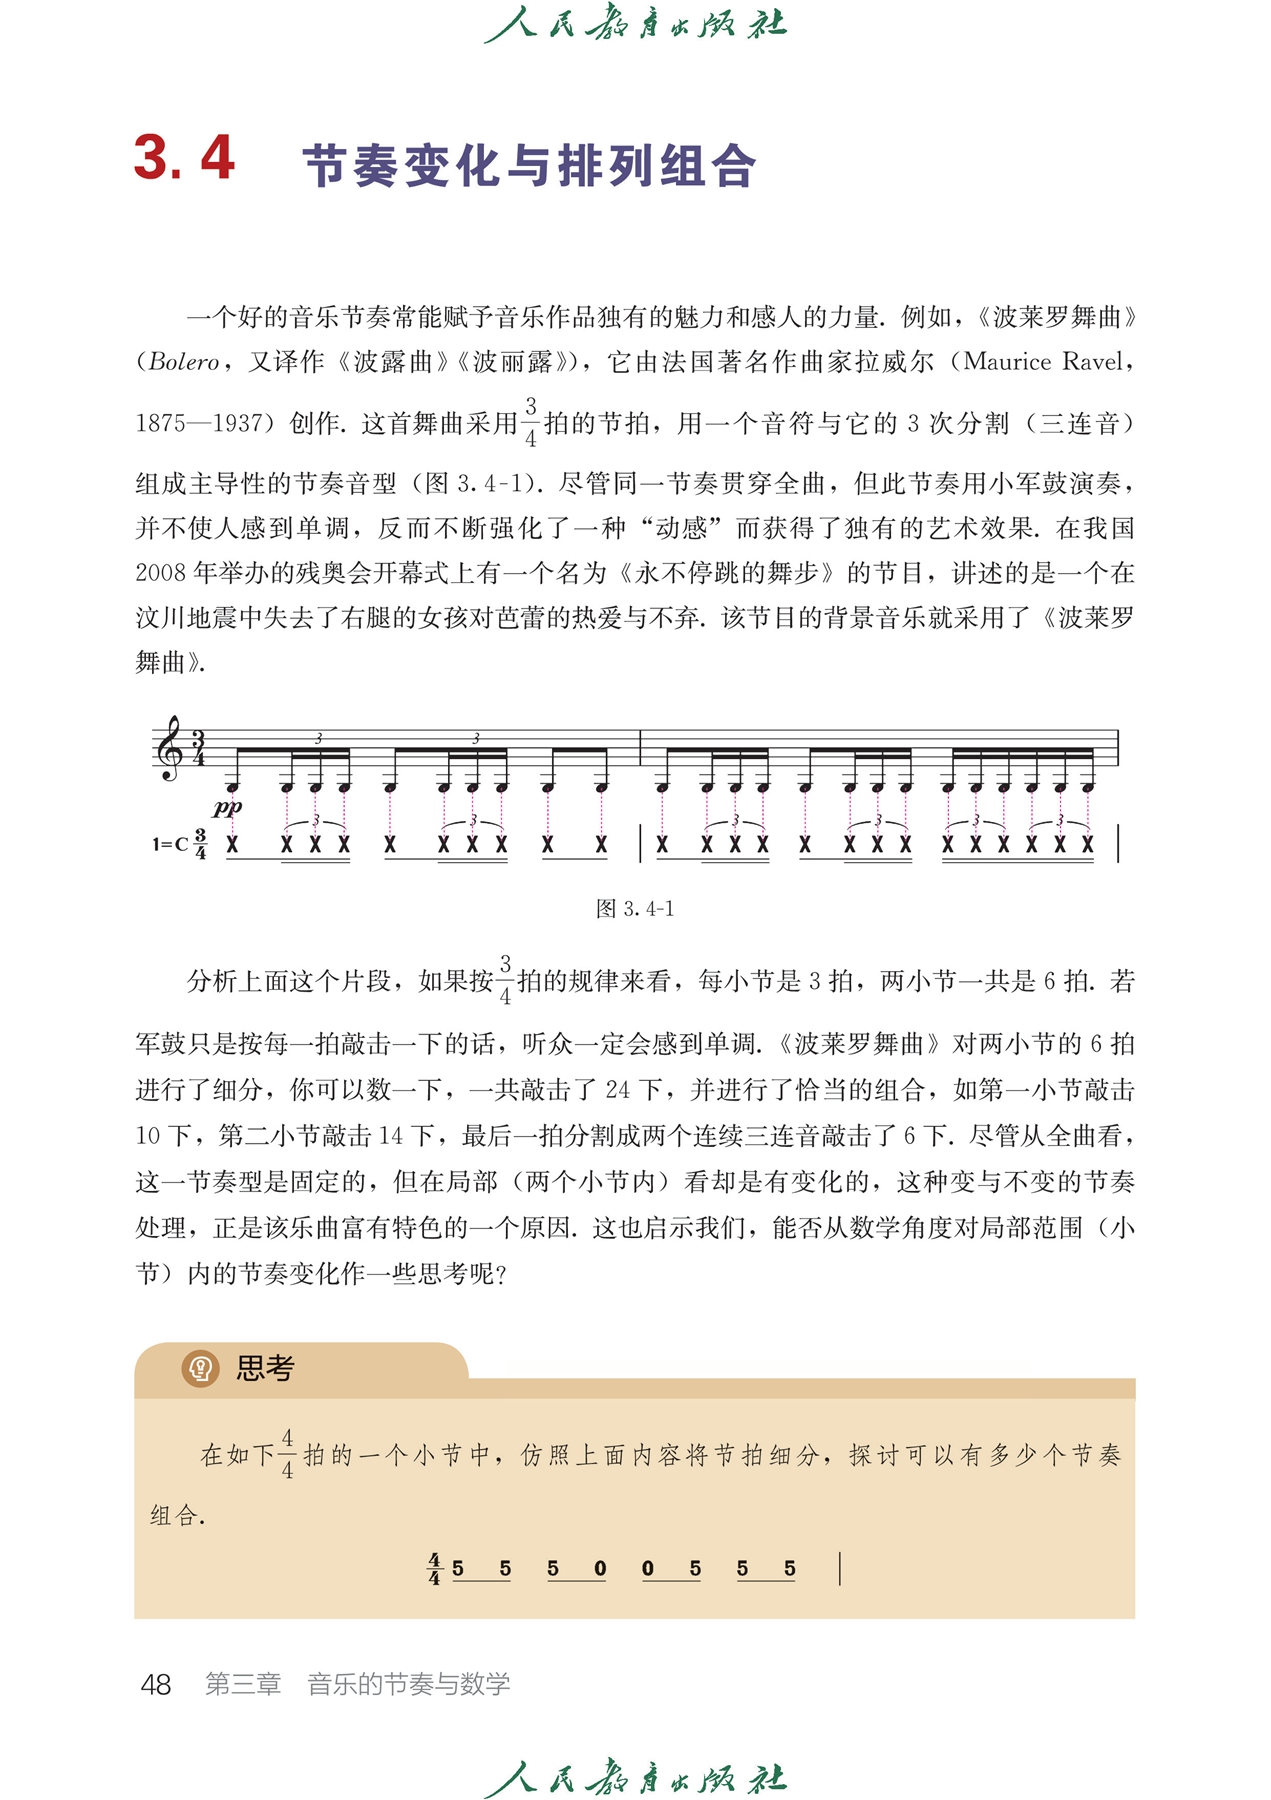 人民教育出版社
3.4 节奏变化与排列组合
一个好的音乐节奏常能赋予音乐作品独有的魅力和感人的力量. 例如,《波莱罗舞曲》
(Bolero, 又译作《波露曲》《波丽露》), 它由法国著名作曲家拉威尔 (Maurice Ravel,
1875—1937) 创作. 这首舞曲采用3/4拍的节拍, 用一个音符与它的 3 次分割 (三连音)
组成主导性的节奏音型 (图 3.4-1). 尽管同一节奏贯穿全曲, 但此节奏用小军鼓演奏,
并不使人感到单调, 反而不断强化了一种“动感”而获得了独有的艺术效果. 在我国
2008 年举办的残奥会开幕式上有一个名为《永不停跳的舞步》的节目, 讲述的是一个在
汶川地震中失去了右腿的女孩对芭蕾的热爱与不弃. 该节目的背景音乐就采用了《波莱罗
舞曲》.
3/4 3 3
pp
1=C 3/4 X X X X X X X X X X | X X X X X X X X X X X X X X |
3 3 3 3 3 3
图 3.4-1
分析上面这个片段, 如果按3/4拍的规律来看, 每小节是 3 拍, 两小节一共是 6 拍. 若
军鼓只是按每一拍敲击一下的话, 听众一定会感到单调.《波莱罗舞曲》对两小节的 6 拍
进行了细分, 你可以数一下, 一共敲击了 24 下, 并进行了恰当的组合, 如第一小节敲击
10 下, 第二小节敲击 14 下, 最后一拍分割成两个连续三连音敲击了 6 下. 尽管从全曲看,
这一节奏型是固定的, 但在局部 (两个小节内) 看却是有变化的, 这种变与不变的节奏
处理, 正是该乐曲富有特色的一个原因. 这也启示我们, 能否从数学角度对局部范围 (小
节) 内的节奏变化作一些思考呢?
思考
在如下4/4拍的一个小节中, 仿照上面内容将节拍细分, 探讨可以有多少个节奏
组合.
4/4 5 5 5 0 0 5 5 5 |
48 第三章 音乐的节奏与数学
人民教育出版社